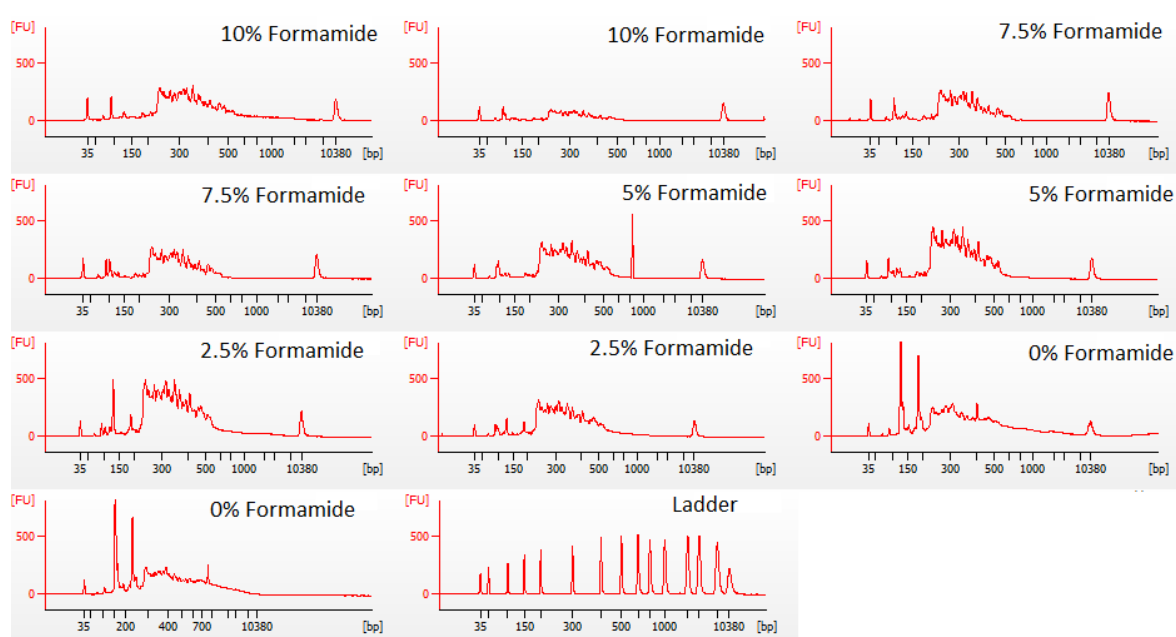 [FU] 10% Formamide
500
0
35 150 300 500 1000 10380 [bp]
[FU] 10% Formamide
500
0
35 150 300 500 1000 10380 [bp]
[FU] 7.5% Formamide
500
0
35 150 300 500 1000 10380 [bp]
[FU] 7.5% Formamide
500
0
35 150 300 500 1000 10380 [bp]
[FU] 5% Formamide
500
0
35 150 300 500 1000 10380 [bp]
[FU] 5% Formamide
500
0
35 150 300 500 1000 10380 [bp]
[FU] 2.5% Formamide
500
0
35 150 300 500 1000 10380 [bp]
[FU] 2.5% Formamide
500
0
35 150 300 500 1000 10380 [bp]
[FU] 0% Formamide
500
0
35 150 300 500 1000 10380 [bp]
[FU] 0% Formamide
500
0
35 200 400 700 10380 [bp]
[FU] Ladder
500
0
35 150 300 500 1000 10380 [bp]